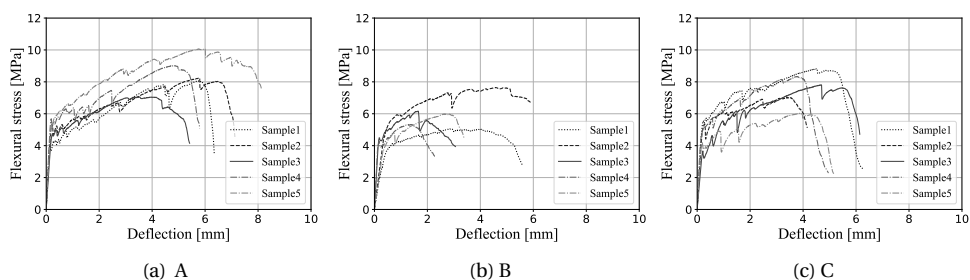 12
10
8
6
4
2
0
Flexural stress [MPa]
Sample1
Sample2
Sample3
Sample4
Sample5
0 2 4 6 8 10
Deflection [mm]
(a) A
12
10
8
6
4
2
0
Flexural stress [MPa]
Sample1
Sample2
Sample3
Sample4
Sample5
0 2 4 6 8 10
Deflection [mm]
(b) B
12
10
8
6
4
2
0
Flexural stress [MPa]
Sample1
Sample2
Sample3
Sample4
Sample5
0 2 4 6 8 10
Deflection [mm]
(c) C